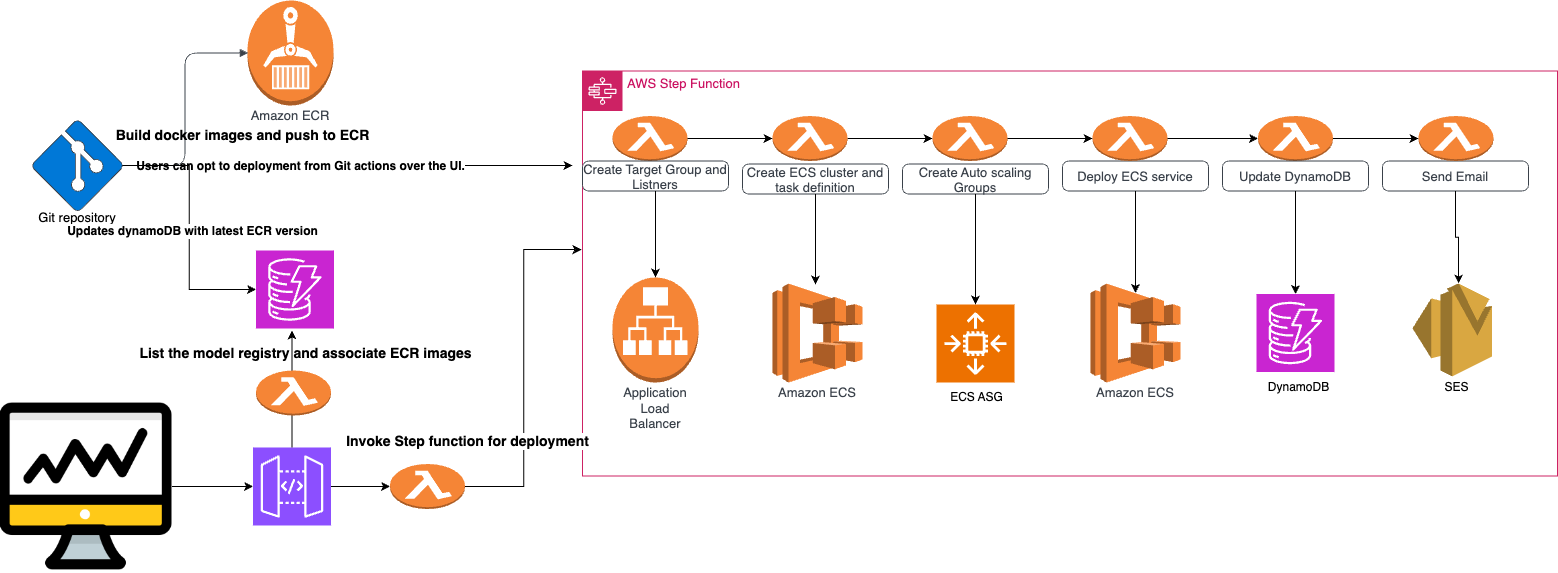 Amazon ECR
Build docker images and push to ECR
Users can opt to deployment from Git actions over the UI.
Git repository
Updates dynamoDB with latest ECR version
List the model registry and associate ECR images
Invoke Step function for deployment
AWS Step Function
Create Target Group and
Listners
Create ECS cluster and
task definition
Create Auto scaling
Groups
Deploy ECS service
Update DynamoDB
Send Email
Application
Load
Balancer
Amazon ECS
ECS ASG
Amazon ECS
DynamoDB
SES